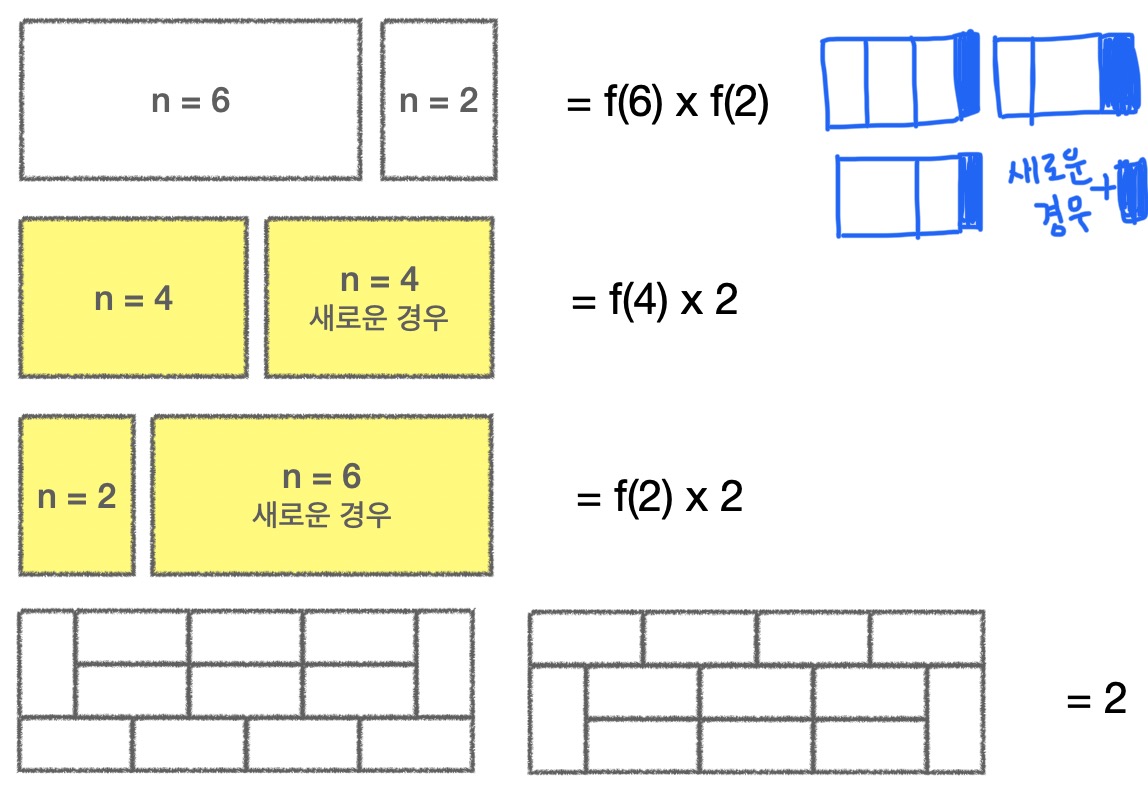 n = 6
n = 2
= f(6) x f(2)
새로운
경우
+
n = 4
n = 4
새로운 경우
= f(4) x 2
n = 2
n = 6
새로운 경우
= f(2) x 2
= 2